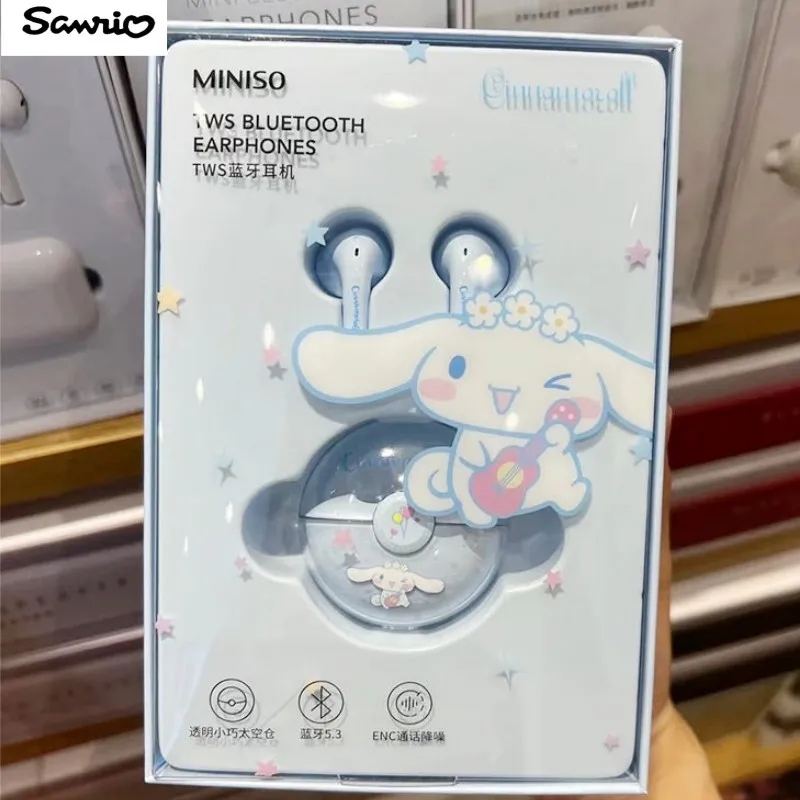 Sanrio
MINISO
Cinnamoroll
TWS BLUETOOTH
EARPHONES
TWS蓝牙耳机
EARPHONES
透明小巧太空仓
蓝牙5.3
ENC通话降噪